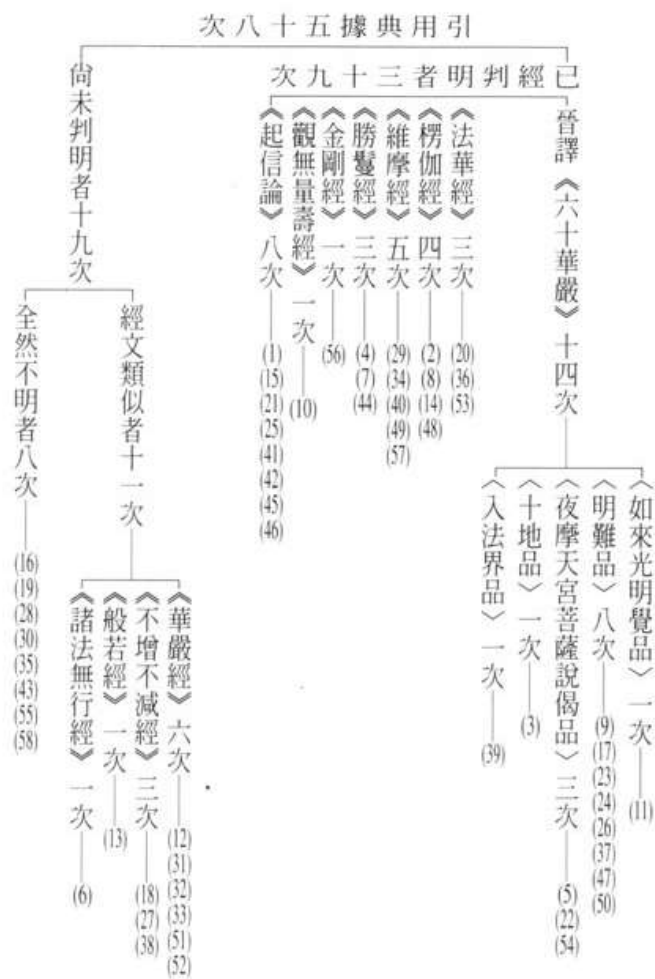 引用典據五十八次
已經判明者三十九次
晉譯《六十華嚴》十四次
〈如來光明覺品〉一次 (11)
〈明難品〉八次 (9) (17) (23) (24) (26) (37) (47) (50)
〈夜摩天宮菩薩說偈品〉三次 (5) (22) (54)
〈十地品〉一次 (3)
〈入法界品〉一次 (39)
《法華經》三次 (20) (36) (53)
《楞伽經》四次 (2) (8) (14) (48)
《維摩經》五次 (29) (34) (40) (49) (57)
《勝鬘經》三次 (4) (7) (44)
《金剛經》一次 (56)
《觀無量壽經》一次 (10)
《起信論》八次 (1) (15) (21) (25) (41) (42) (45) (46)
尚未判明者十九次
經文類似者十一次
《華嚴經》六次 (12) (31) (32) (33) (51) (52)
《不增不減經》三次 (18) (27) (38)
《般若經》一次 (13)
《諸法無行經》一次 (6)
全然不明者八次 (16) (19) (28) (30) (35) (43) (55) (58)